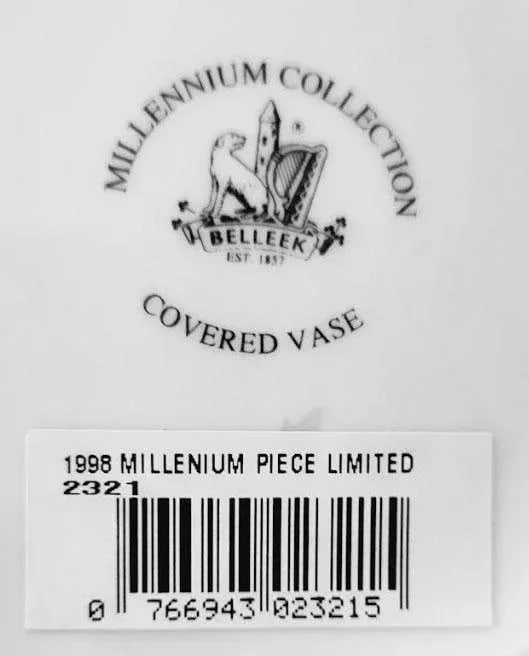 MILLENNIUM COLLECTION
®
BELLEEK
EST. 1857
COVERED VASE
1998 MILLENIUM PIECE LIMITED
2321
0 766943 023215